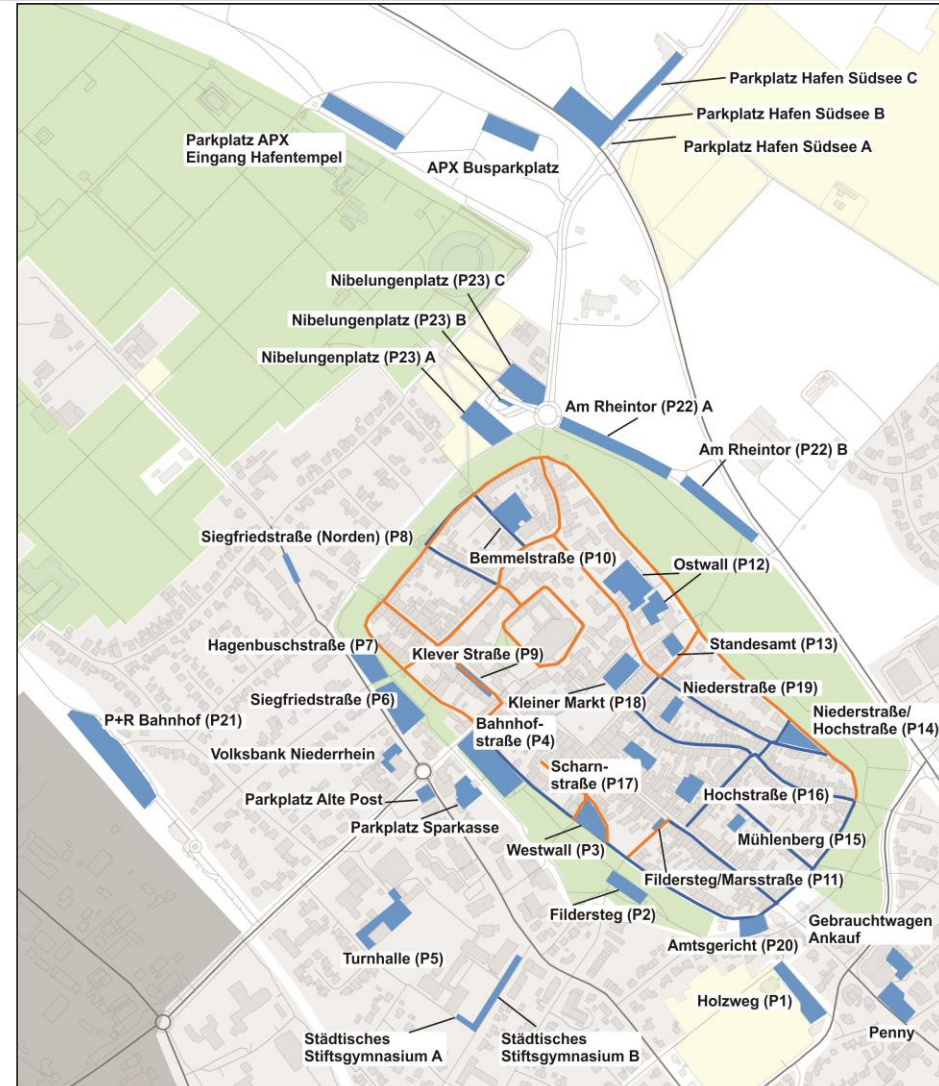 Parkplatz Hafen Südsee C
Parkplatz Hafen Südsee B
Parkplatz Hafen Südsee A
Parkplatz APX
Eingang Hafentempel
APX Busparkplatz
Nibelungenplatz (P23) C
Nibelungenplatz (P23) B
Nibelungenplatz (P23) A
Am Rheintor (P22) A
Am Rheintor (P22) B
Siegfriedstraße (Norden) (P8)
Bemmelstraße (P10)
Ostwall (P12)
Hagenbuschstraße (P7)
Klever Straße (P9)
Standesamt (P13)
Siegfriedstraße (P6)
Kleiner Markt (P18)
Niederstraße (P19)
P+R Bahnhof (P21)
Bahnhof-
straße (P4)
Niederstraße/
Hochstraße (P14)
Volksbank Niederrhein
Scharn-
straße (P17)
Parkplatz Alte Post
Hochstraße (P16)
Parkplatz Sparkasse
Westwall (P3)
Mühlenberg (P15)
Fildersteg/Marsstraße (P11)
Fildersteg (P2)
Gebrauchtwagen
Ankauf
Amtsgericht (P20)
Turnhalle (P5)
Holzweg (P1)
Penny
Städtisches
Stiftsgymnasium A
Städtisches
Stiftsgymnasium B